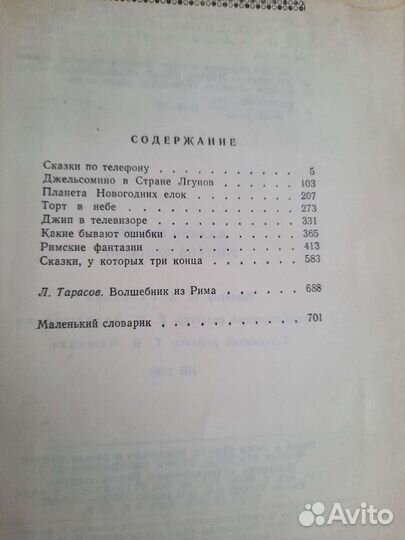 СОДЕРЖАНИЕ
Сказки по телефону . . . . . . . . . 5
Джельсомино в Стране Лгунов . . . . . . 103
Планета Новогодних елок . . . . . . . . 207
Торт в небе . . . . . . . . . . . 273
Джип в телевизоре . . . . . . . . . 331
Какие бывают ошибки . . . . . . . . . 365
Римские фантазии . . . . . . . . . . 413
Сказки, у которых три конца . . . . . . . 583
Л. Тарасов. Волшебник из Рима . . . . . . 688
Маленький словарик . . . . . . . . . . 701
Avito